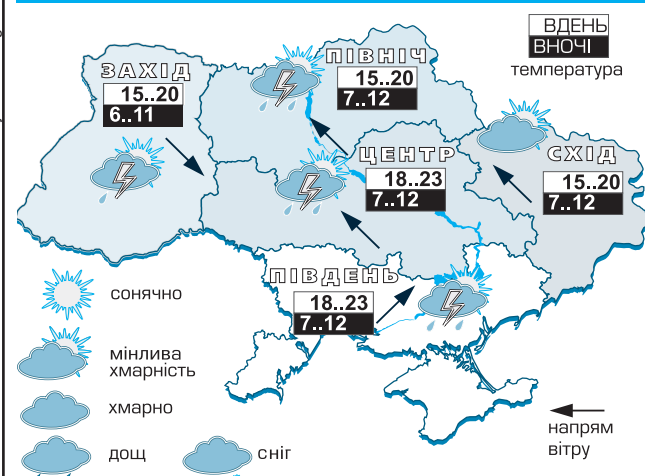 ВДЕНЬ
ВНОЧІ
температура
ЗАХІД
15..20
6..11
ПІВНІЧ
15..20
7..12
ЦЕНТР
18..23
7..12
СХІД
15..20
7..12
ПІВДЕНЬ
18..23
7..12
сонячно
мінлива
хмарність
хмарно
дощ
сніг
напрям
вітру